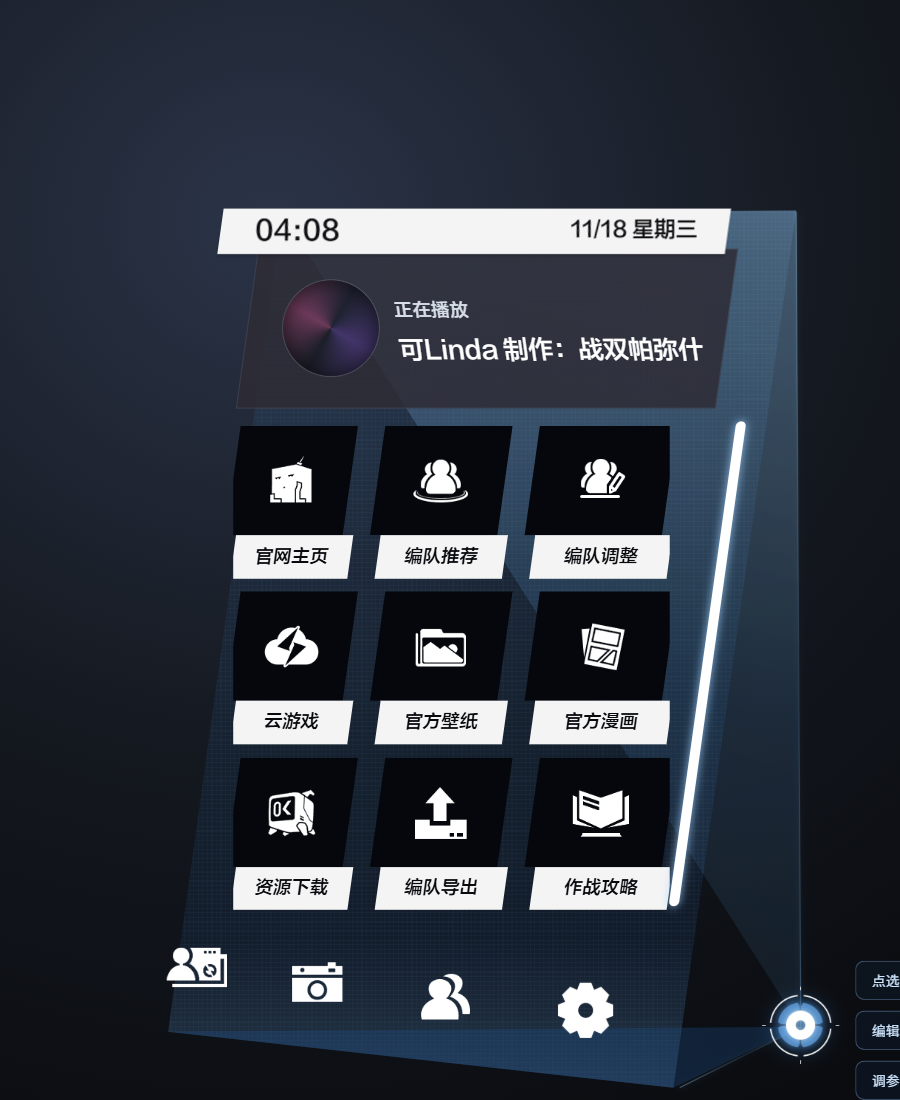 04:08
11/18 星期三
正在播放
可Linda 制作：战双帕弥什
官网主页
编队推荐
编队调整
云游戏
官方壁纸
官方漫画
资源下载
编队导出
作战攻略
点选
编辑
调参